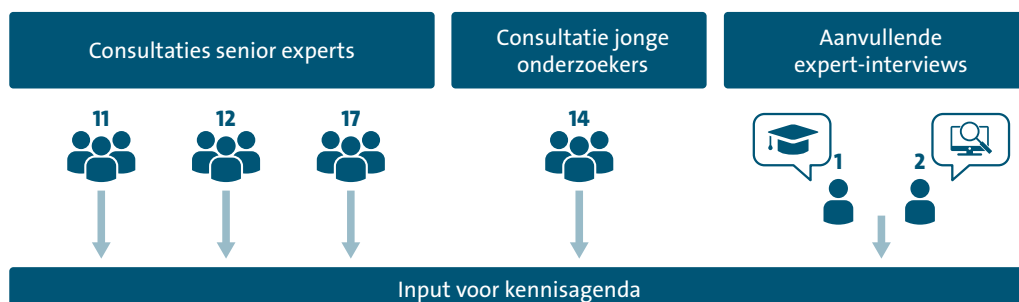 Consultaties senior experts
Consultatie jonge
onderzoekers
Aanvullende
expert-interviews
11
12
17
14
1
2
Input voor kennisagenda